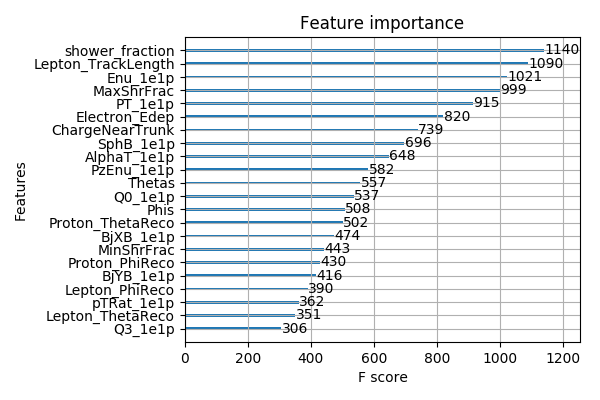 Feature importance
shower_fraction 1140
Lepton_TrackLength 1090
Enu_1e1p 1021
MaxShrFrac 999
PT_1e1p 915
Electron_Edep 820
ChargeNearTrunk 739
SphB_1e1p 696
AlphaT_1e1p 648
PzEnu_1e1p 582
Thetas 557
Q0_1e1p 537
Phis 508
Proton_ThetaReco 502
BjXB_1e1p 474
MinShrFrac 443
Proton_PhiReco 430
BjYB_1e1p 416
Lepton_PhiReco 390
pTRat_1e1p 362
Lepton_ThetaReco 351
Q3_1e1p 306
Features
0 200 400 600 800 1000 1200
F score